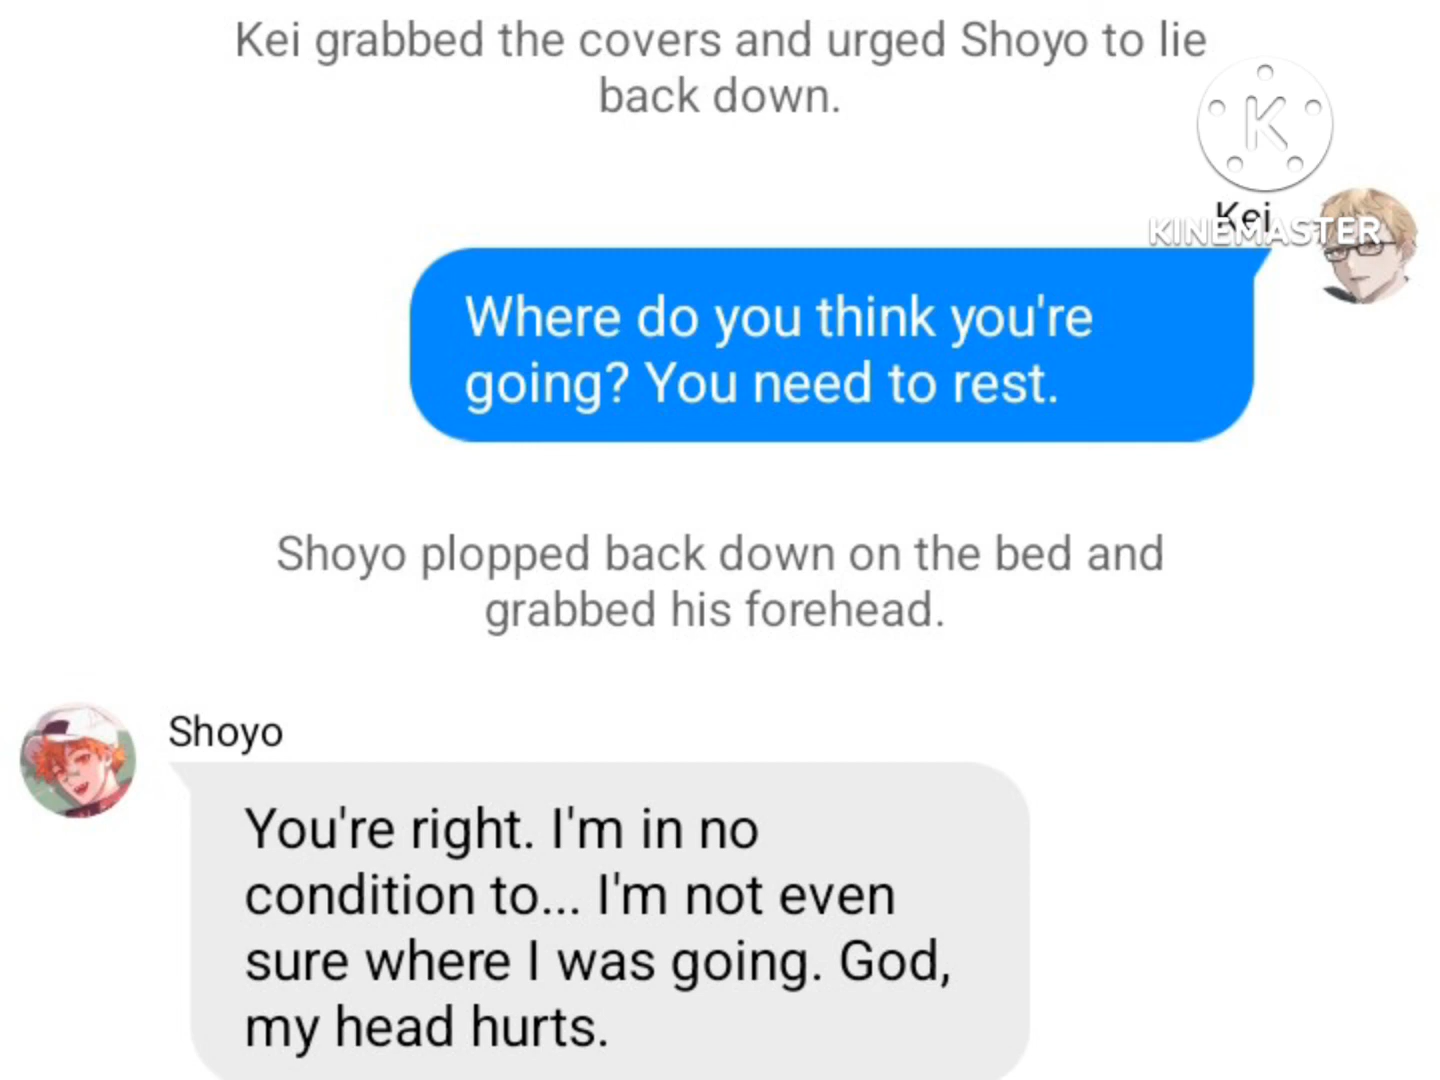 Kei grabbed the covers and urged Shoyo to lie
back down.
K
Kei
KINEMASTER
Where do you think you're
going? You need to rest.
Shoyo plopped back down on the bed and
grabbed his forehead.
Shoyo
You're right. I'm in no
condition to... I'm not even
sure where I was going. God,
my head hurts.